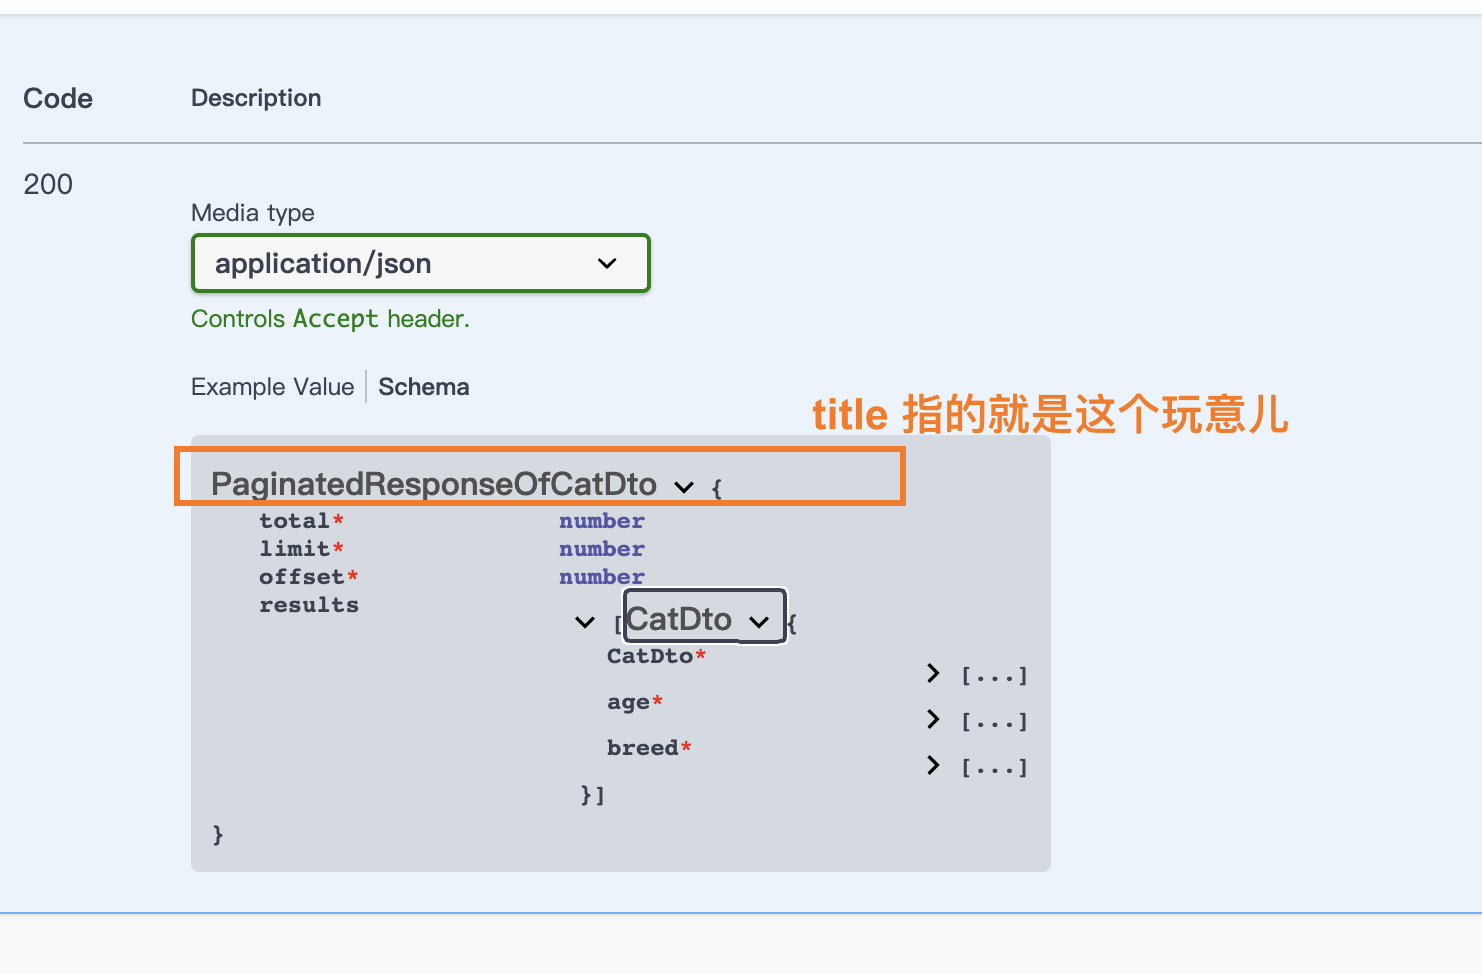 Code Description
200
Media type
application/json
Controls Accept header.
Example Value Schema
title 指的就是这个玩意儿
PaginatedResponseOfCatDto {
total* number
limit* number
offset* number
results
[CatDto {
CatDto* [...]
age* [...]
breed* [...]
}]
}